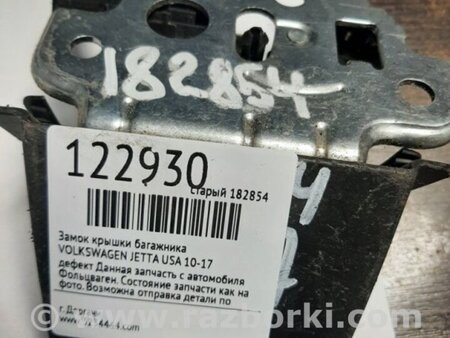 182854
122930
старый 182854
Замок крышки багажника
VOLKSWAGEN JETTA USA 10-17
дефект Данная запчасть с автомобиля
Фольцваген. Состояние запчасти как на
фото. Возможна отправка детали по
г.
www.razborki.com